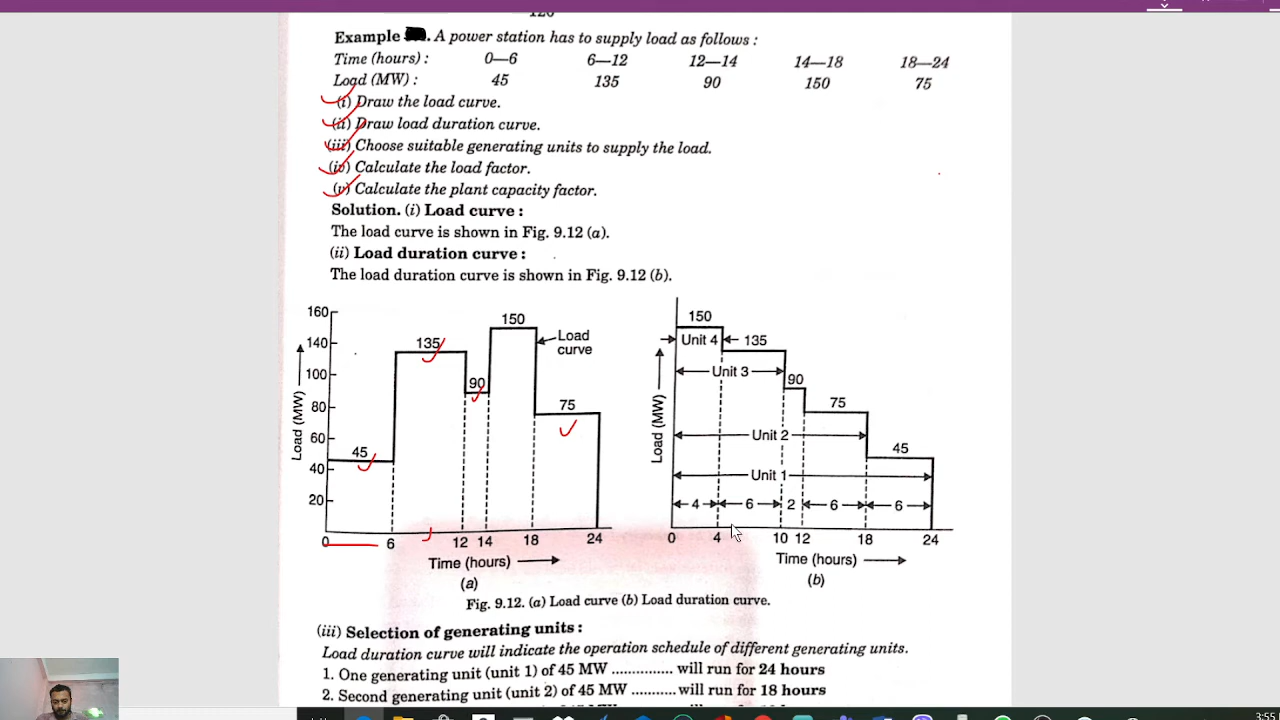 120
Example . A power station has to supply load as follows :
Time (hours) : 0—6 6—12 12—14 14—18 18—24
Load (MW) : 45 135 90 150 75
(i) Draw the load curve.
(ii) Draw load duration curve.
(iii) Choose suitable generating units to supply the load.
(iv) Calculate the load factor.
(v) Calculate the plant capacity factor.
Solution. (i) Load curve :
The load curve is shown in Fig. 9.12 (a).
(ii) Load duration curve :
The load duration curve is shown in Fig. 9.12 (b).
160
140
100
80
60
40
20
Load (MW)
45
135
90
150
75
Load
curve
0 6 12 14 18 24
Time (hours)
(a)
150
Unit 4
135
Unit 3
90
75
Unit 2
45
Unit 1
4 6 2 6 6
Load (MW)
0 4 10 12 18 24
Time (hours)
(b)
Fig. 9.12. (a) Load curve (b) Load duration curve.
(iii) Selection of generating units :
Load duration curve will indicate the operation schedule of different generating units.
1. One generating unit (unit 1) of 45 MW ............... will run for 24 hours
2. Second generating unit (unit 2) of 45 MW ........... will run for 18 hours